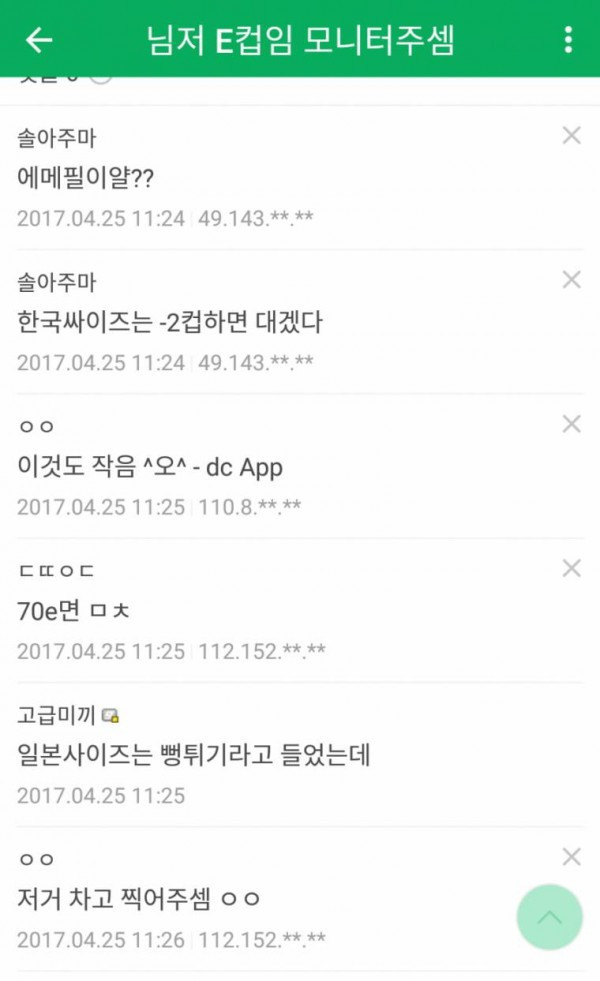 님저 E컵임 모니터주셈
솔아주마
에메필이얄??
2017.04.25 11:24 49.143.**.**
솔아주마
한국싸이즈는 -2컵하면 대겠다
2017.04.25 11:24 49.143.**.**
ㅇㅇ
이것도 작음 ^오^ - dc App
2017.04.25 11:25 110.8.**.**
ㄷㄸㅇㄷ
70e면 ㅁㅊ
2017.04.25 11:25 112.152.**.**
고급미끼
일본사이즈는 뻥튀기라고 들었는데
2017.04.25 11:25
ㅇㅇ
저거 차고 찍어주셈 ㅇㅇ
2017.04.25 11:26 112.152.**.**